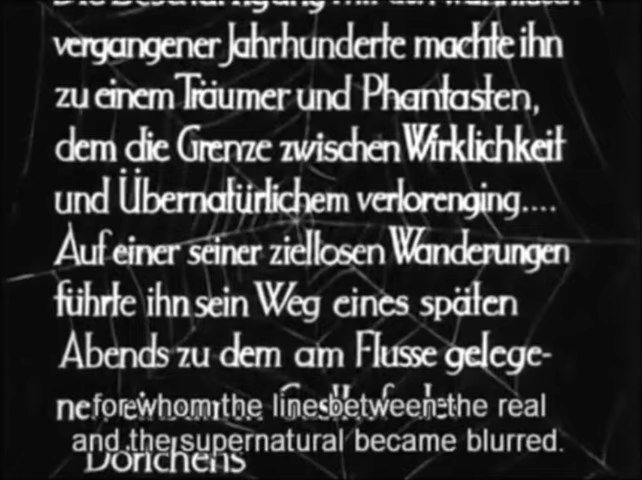 vergangener Jahrhunderte machte ihn
zu einem Träumer und Phantasten,
dem die Grenze zwischen Wirklichkeit
und Übernatürlichem verlorenging....
Auf einer seiner ziellosen Wanderungen
führte ihn sein Weg eines späten
Abends zu dem am Flusse gelege-
for whom the lines between the real
and the supernatural became blurred.
Dörfchens